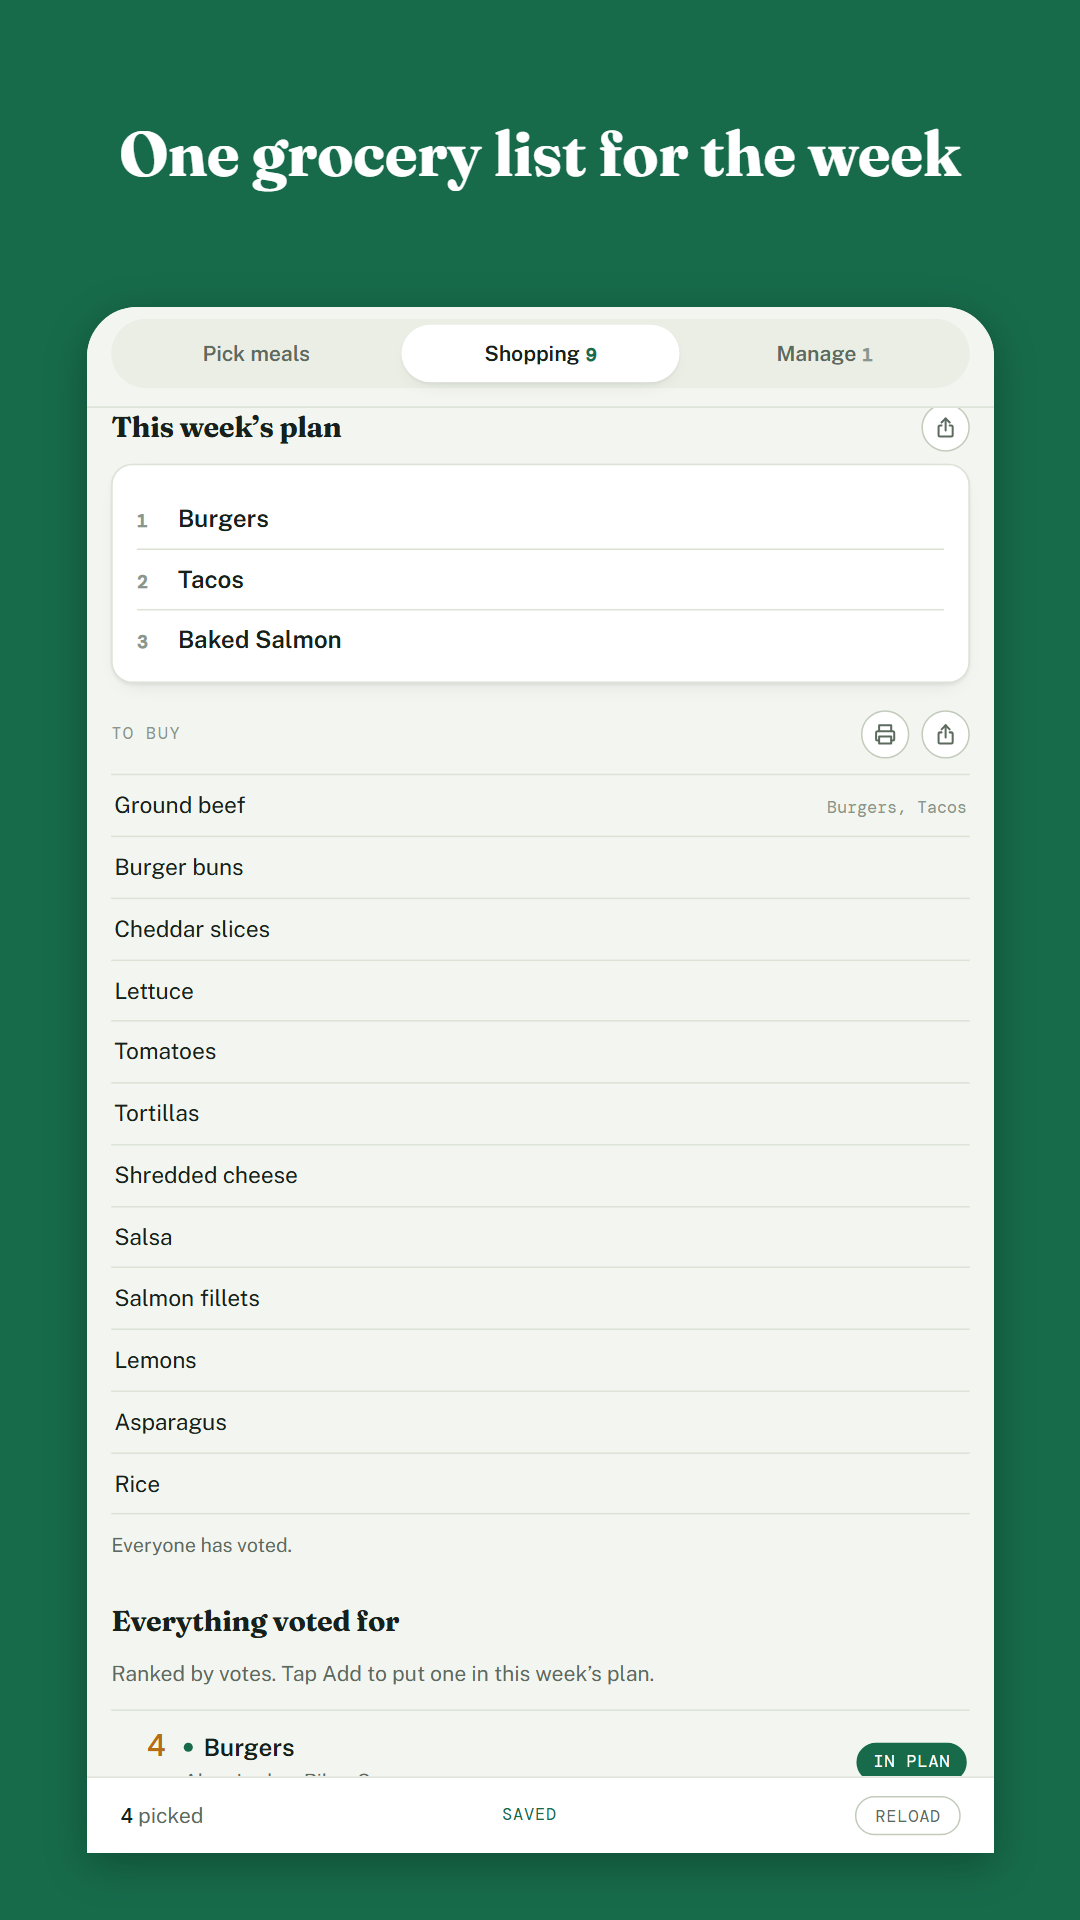 One grocery list for the week
Pick meals
Shopping 9
Manage 1
This week’s plan
1 Burgers
2 Tacos
3 Baked Salmon
TO BUY
Ground beef Burgers, Tacos
Burger buns
Cheddar slices
Lettuce
Tomatoes
Tortillas
Shredded cheese
Salsa
Salmon fillets
Lemons
Asparagus
Rice
Everyone has voted.
Everything voted for
Ranked by votes. Tap Add to put one in this week’s plan.
4 • Burgers IN PLAN
4 picked SAVED RELOAD